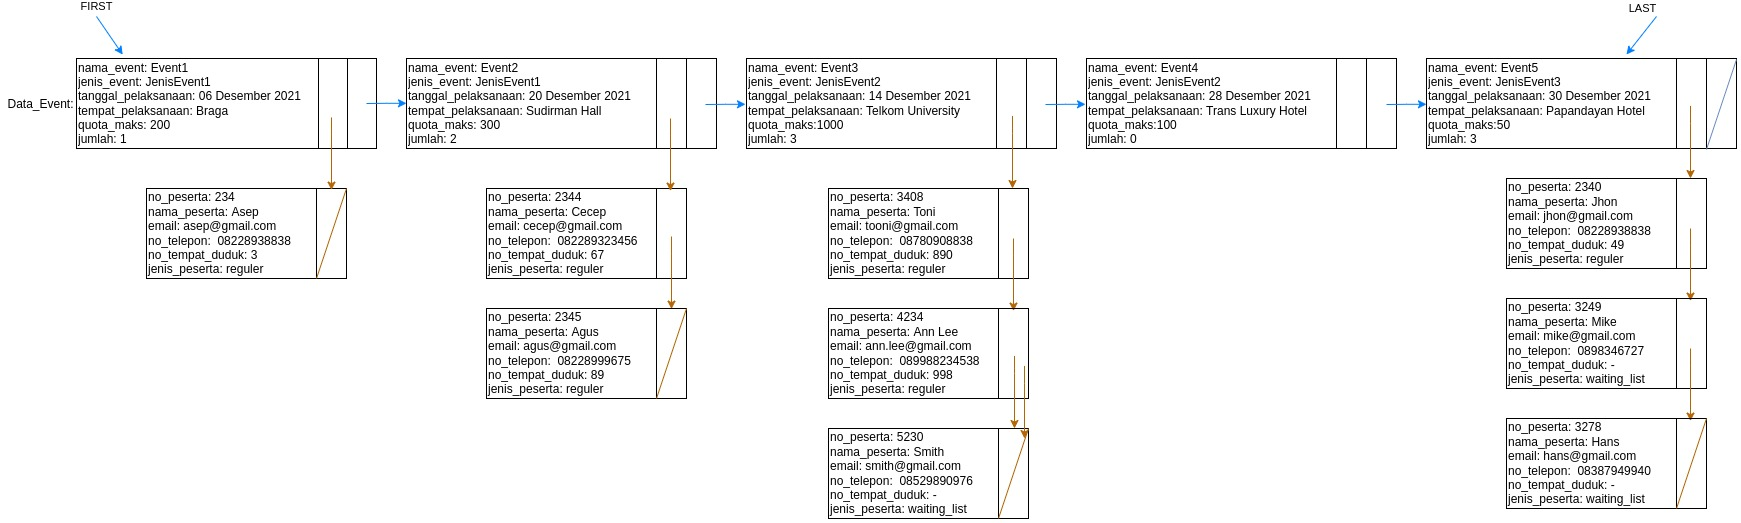 FIRST
LAST
Data_Event:
nama_event: Event1
jenis_event: JenisEvent1
tanggal_pelaksanaan: 06 Desember 2021
tempat_pelaksanaan: Braga
quota_maks: 200
jumlah: 1
nama_event: Event2
jenis_event: JenisEvent1
tanggal_pelaksanaan: 20 Desember 2021
tempat_pelaksanaan: Sudirman Hall
quota_maks: 300
jumlah: 2
nama_event: Event3
jenis_event: JenisEvent2
tanggal_pelaksanaan: 14 Desember 2021
tempat_pelaksanaan: Telkom University
quota_maks:1000
jumlah: 3
nama_event: Event4
jenis_event: JenisEvent2
tanggal_pelaksanaan: 28 Desember 2021
tempat_pelaksanaan: Trans Luxury Hotel
quota_maks:100
jumlah: 0
nama_event: Event5
jenis_event: JenisEvent3
tanggal_pelaksanaan: 30 Desember 2021
tempat_pelaksanaan: Papandayan Hotel
quota_maks:50
jumlah: 3
no_peserta: 234
nama_peserta: Asep
email: asep@gmail.com
no_telepon:  08228938838
no_tempat_duduk: 3
jenis_peserta: reguler
no_peserta: 2344
nama_peserta: Cecep
email: cecep@gmail.com
no_telepon:  082289323456
no_tempat_duduk: 67
jenis_peserta: reguler
no_peserta: 3408
nama_peserta: Toni
email: tooni@gmail.com
no_telepon:  08780908838
no_tempat_duduk: 890
jenis_peserta: reguler
no_peserta: 2340
nama_peserta: Jhon
email: jhon@gmail.com
no_telepon:  08228938838
no_tempat_duduk: 49
jenis_peserta: reguler
no_peserta: 2345
nama_peserta: Agus
email: agus@gmail.com
no_telepon:  08228999675
no_tempat_duduk: 89
jenis_peserta: reguler
no_peserta: 4234
nama_peserta: Ann Lee
email: ann.lee@gmail.com
no_telepon:  089988234538
no_tempat_duduk: 998
jenis_peserta: reguler
no_peserta: 3249
nama_peserta: Mike
email: mike@gmail.com
no_telepon:  0898346727
no_tempat_duduk: -
jenis_peserta: waiting_list
no_peserta: 5230
nama_peserta: Smith
email: smith@gmail.com
no_telepon:  08529890976
no_tempat_duduk: -
jenis_peserta: waiting_list
no_peserta: 3278
nama_peserta: Hans
email: hans@gmail.com
no_telepon:  08387949940
no_tempat_duduk: -
jenis_peserta: waiting_list